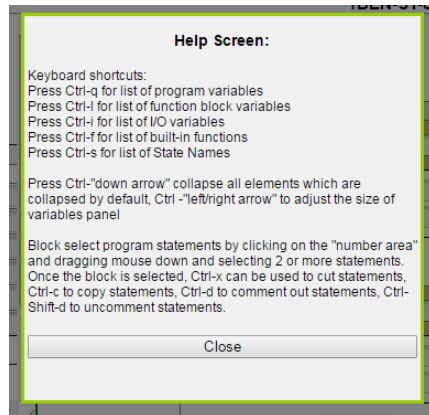 Help Screen:
Keyboard shortcuts:
Press Ctrl-q for list of program variables
Press Ctrl-l for list of function block variables
Press Ctrl-i for list of I/O variables
Press Ctrl-f for list of built-in functions
Press Ctrl-s for list of State Names
Press Ctrl-"down arrow" collapse all elements which are
collapsed by default, Ctrl -"left/right arrow" to adjust the size of
variables panel
Block select program statements by clicking on the "number area"
and dragging mouse down and selecting 2 or more statements.
Once the block is selected, Ctrl-x can be used to cut statements,
Ctrl-c to copy statements, Ctrl-d to comment out statements, Ctrl-
Shift-d to uncomment statements.
Close